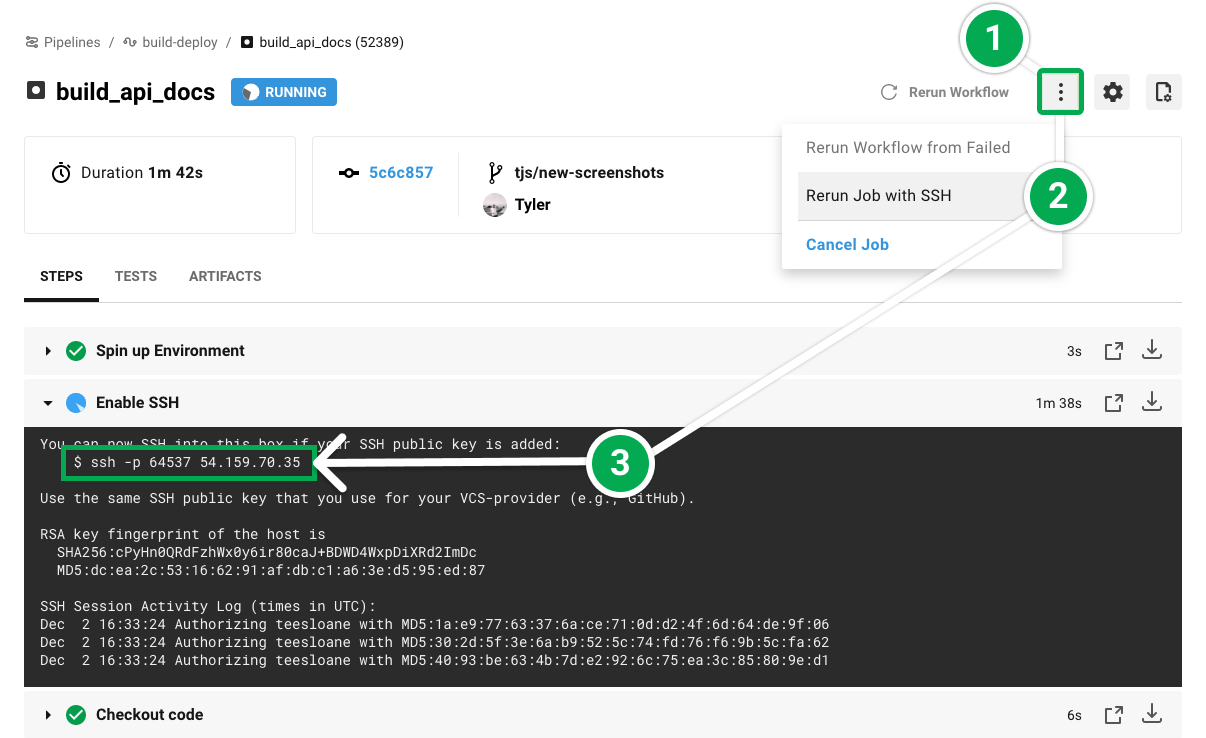 1
Pipelines / build-deploy / build_api_docs (52389)
build_api_docs RUNNING Rerun Workflow
Rerun Workflow from Failed
Duration 1m 42s 5c6c857 tjs/new-screenshots
Rerun Job with SSH 2
Tyler
Cancel Job
STEPS TESTS ARTIFACTS
Spin up Environment 3s
Enable SSH 1m 38s
You can now SSH into this box if your SSH public key is added:
$ ssh -p 64537 54.159.70.35
3
Use the same SSH public key that you use for your VCS-provider (e.g., GitHub).
RSA key fingerprint of the host is
SHA256:cPyHn0QRdFzhWx0y6ir80caJ+BDWD4WxpDiXRd2ImDc
MD5:dc:ea:2c:53:16:62:91:af:db:c1:a6:3e:d5:95:ed:87
SSH Session Activity Log (times in UTC):
Dec  2 16:33:24 Authorizing teesloane with MD5:1a:e9:77:63:37:6a:ce:71:0d:d2:4f:6d:64:de:9f:06
Dec  2 16:33:24 Authorizing teesloane with MD5:30:2d:5f:3e:6a:b9:52:5c:74:fd:76:f6:9b:5c:fa:62
Dec  2 16:33:24 Authorizing teesloane with MD5:40:93:be:63:4b:7d:e2:92:6c:75:ea:3c:85:80:9e:d1
Checkout code 6s